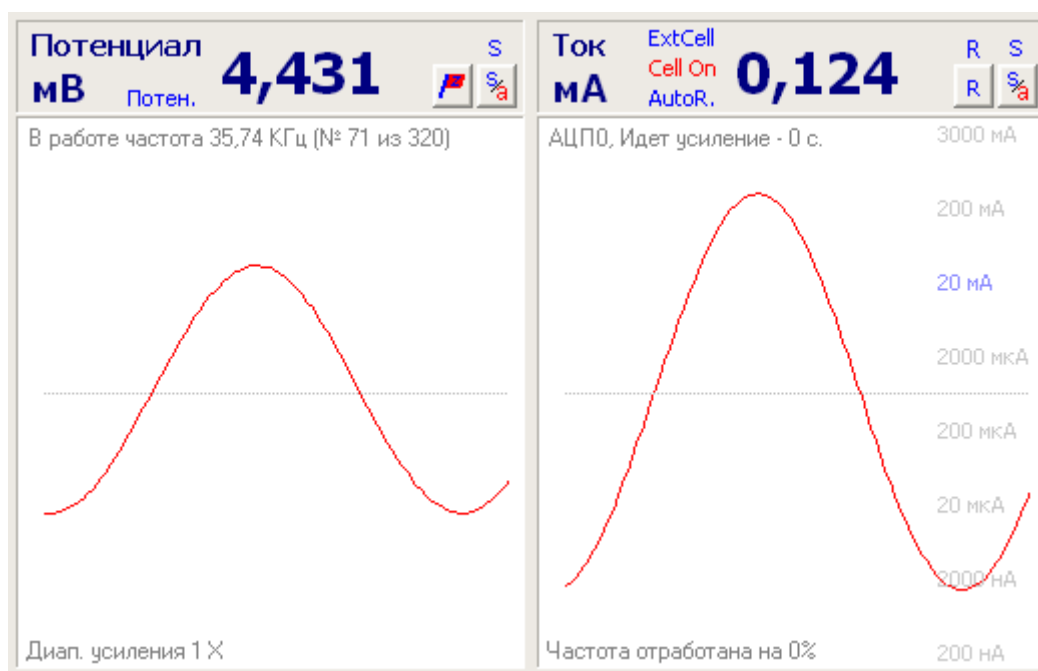 Потенциал
мВ
Потен.
4,431
S
S/a
Ток
мА
ExtCell
Cell On
AutoR.
0,124
R S
R
S/a
В работе частота 35,74 КГц (№ 71 из 320)
Диап. усиления 1 X
АЦП0, Идет усиление - 0 с.
3000 мА
200 мА
20 мА
2000 мкА
200 мкА
20 мкА
2000 нА
Частота отработана на 0%
200 нА